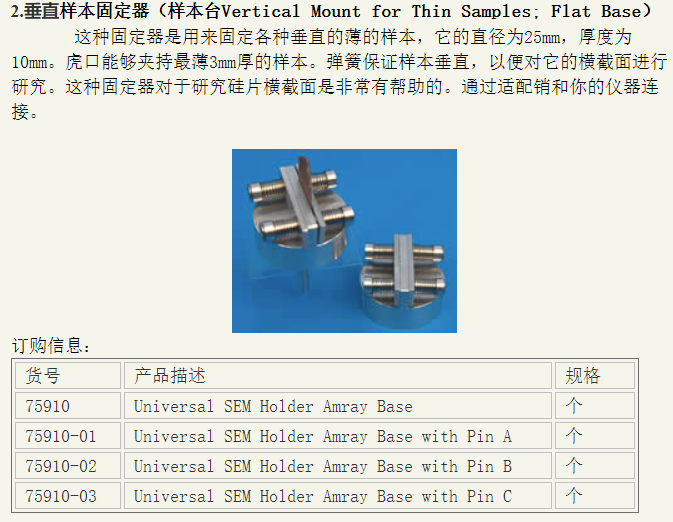 2.垂直样本固定器（样本台Vertical Mount for Thin Samples; Flat Base）
这种固定器是用来固定各种垂直的薄的样本，它的直径为25mm，厚度为
10mm。虎口能够夹持最薄3mm厚的样本。弹簧保证样本垂直，以便对它的横截面进行
研究。这种固定器对于研究硅片横截面是非常有帮助的。通过适配销和你的仪器连
接。
订购信息：
货号 产品描述 规格
75910 Universal SEM Holder Amray Base 个
75910-01 Universal SEM Holder Amray Base with Pin A 个
75910-02 Universal SEM Holder Amray Base with Pin B 个
75910-03 Universal SEM Holder Amray Base with Pin C 个